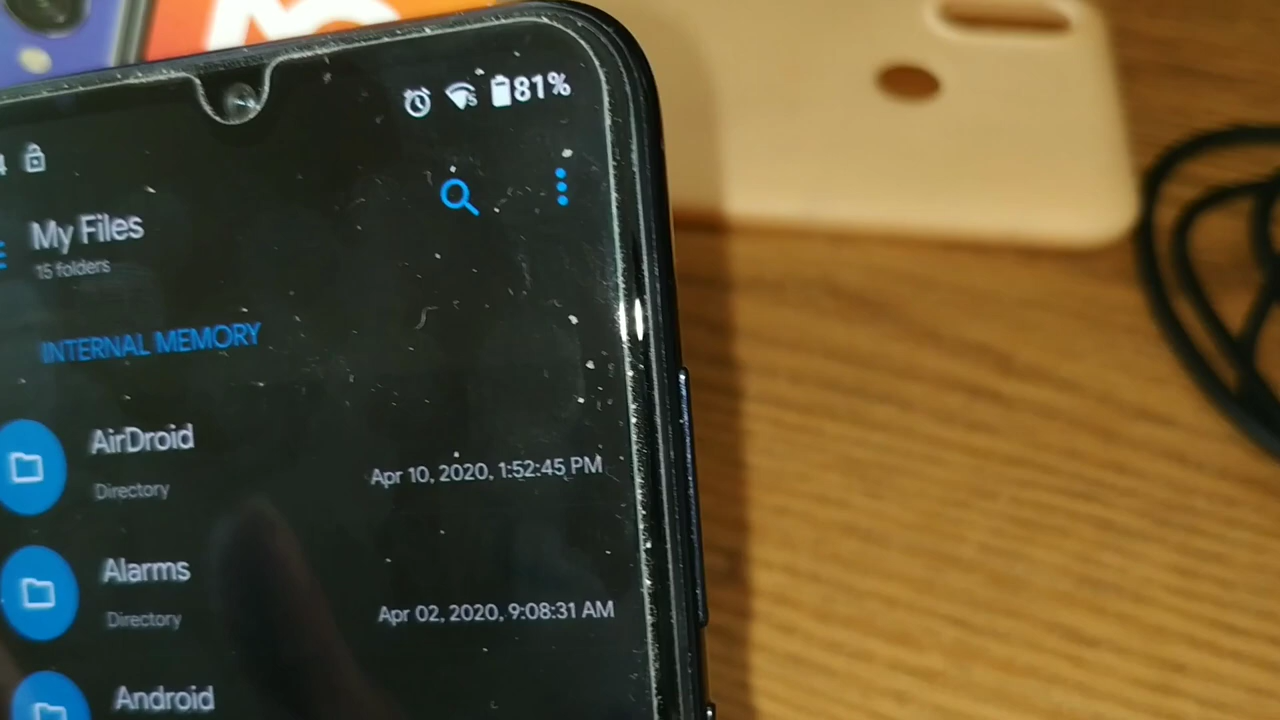 81%
My Files
15 folders
INTERNAL MEMORY
AirDroid
Directory
Apr 10, 2020, 1:52:45 PM
Alarms
Directory
Apr 02, 2020, 9:08:31 AM
Android